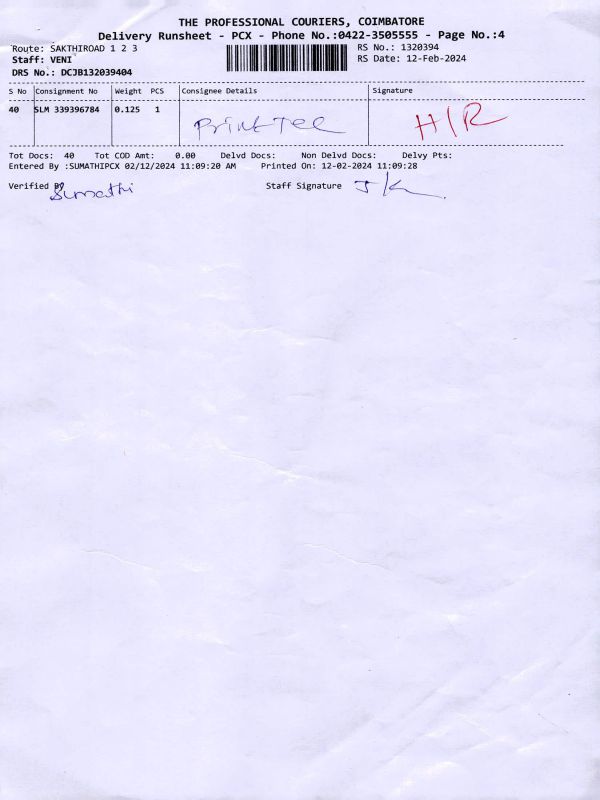 THE PROFESSIONAL COURIERS, COIMBATORE
Delivery Runsheet - PCX - Phone No.:0422-3505555 - Page No.:4
Route: SAKTHIROAD 1 2 3
RS No.: 1320394
Staff: VENI
RS Date: 12-Feb-2024
DRS No.: DCJB132039404
S No Consignment No Weight PCS Consignee Details Signature
40 SLM 339396784 0.125 1 PrintTee H/R
Tot Docs: 40 Tot COD Amt: 0.00 Delvd Docs: Non Delvd Docs: Delvy Pts:
Entered By :SUMATHIPCX 02/12/2024 11:09:20 AM Printed On: 12-02-2024 11:09:28
Verified By Sumathi Staff Signature